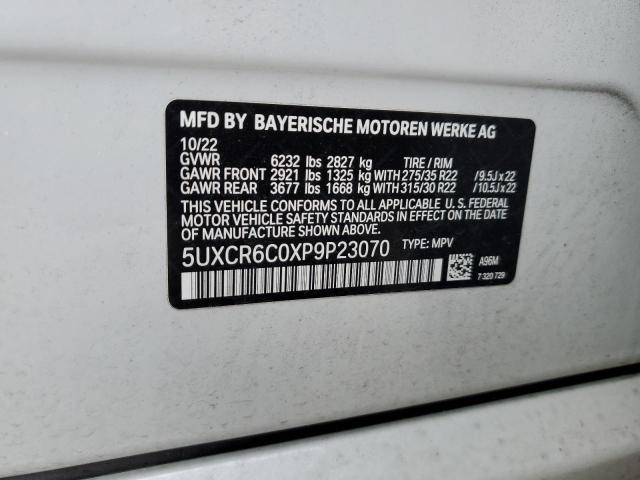 MFD BY BAYERISCHE MOTOREN WERKE AG
10/22
GVWR 6232 lbs 2827 kg TIRE / RIM
GAWR FRONT 2921 lbs 1325 kg WITH 275/35 R22 / 9.5J x 22
GAWR REAR 3677 lbs 1668 kg WITH 315/30 R22 / 10.5J x 22
THIS VEHICLE CONFORMS TO ALL APPLICABLE U. S. FEDERAL
MOTOR VEHICLE SAFETY STANDARDS IN EFFECT ON THE DATE
OF MANUFACTURE SHOWN ABOVE.
5UXCR6C0XP9P23070 TYPE: MPV
A96M
7 320 729